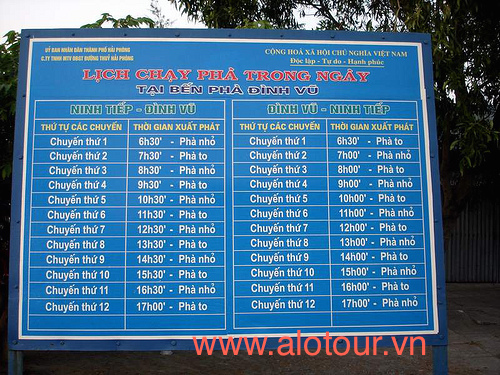 ỦY BAN NHÂN DÂN THÀNH PHỐ HẢI PHÒNG
C.TY TNHH MTV ĐBGT ĐƯỜNG THUỶ HẢI PHÒNG
CỘNG HOÀ XÃ HỘI CHỦ NGHĨA VIỆT NAM
Độc lập - Tự do - Hạnh phúc
LỊCH CHẠY PHÀ TRONG NGÀY
TẠI BẾN PHÀ ĐÌNH VŨ
NINH TIẾP - ĐÌNH VŨ
THỨ TỰ CÁC CHUYẾN THỜI GIAN XUẤT PHÁT
Chuyến thứ 1 6h30' - Phà nhỏ
Chuyến thứ 2 7h30' - Phà to
Chuyến thứ 3 8h30' - Phà nhỏ
Chuyến thứ 4 9h30' - Phà to
Chuyến thứ 5 10h30' - Phà nhỏ
Chuyến thứ 6 11h30' - Phà to
Chuyến thứ 7 12h30' - Phà nhỏ
Chuyến thứ 8 13h30' - Phà to
Chuyến thứ 9 14h30' - Phà nhỏ
Chuyến thứ 10 15h30' - Phà to
Chuyến thứ 11 16h30' - Phà nhỏ
Chuyến thứ 12 17h00' - Phà to
ĐÌNH VŨ - NINH TIẾP
THỨ TỰ CÁC CHUYẾN THỜI GIAN XUẤT PHÁT
Chuyến thứ 1 6h30' - Phà to
Chuyến thứ 2 7h00' - Phà nhỏ
Chuyến thứ 3 8h00' - Phà to
Chuyến thứ 4 9h00' - Phà nhỏ
Chuyến thứ 5 10h00' - Phà to
Chuyến thứ 6 11h00' - Phà nhỏ
Chuyến thứ 7 12h00' - Phà to
Chuyến thứ 8 13h00' - Phà nhỏ
Chuyến thứ 9 14h00' - Phà to
Chuyến thứ 10 15h00' - Phà nhỏ
Chuyến thứ 11 16h00' - Phà to
Chuyến thứ 12 17h00' - Phà nhỏ
www.alotour.vn